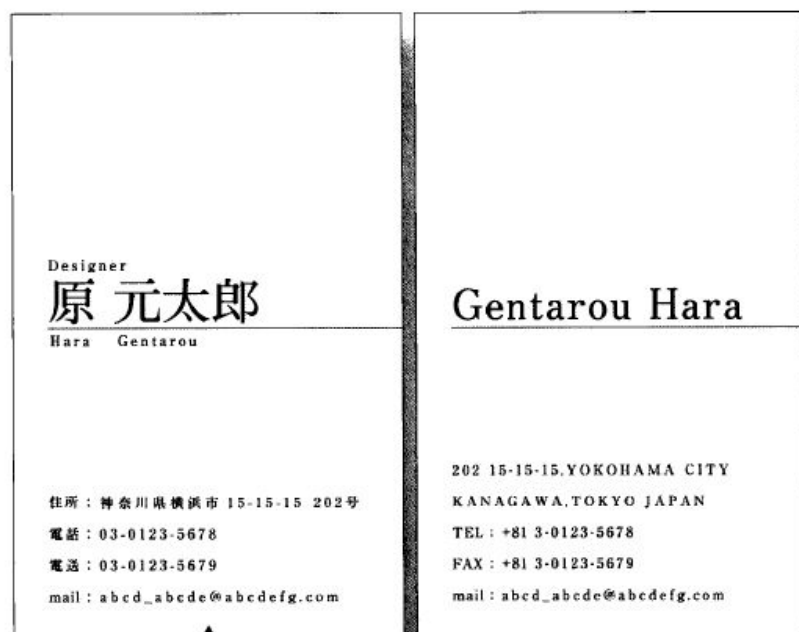 Designer
原 元太郎
Hara Gentarou
住所：神奈川県横浜市 15-15-15 202号
電話：03-0123-5678
電送：03-0123-5679
mail：abcd_abcde@abcdefg.com
Gentarou Hara
202 15-15-15,YOKOHAMA CITY
KANAGAWA,TOKYO JAPAN
TEL：+81 3-0123-5678
FAX：+81 3-0123-5679
mail：abcd_abcde@abcdefg.com